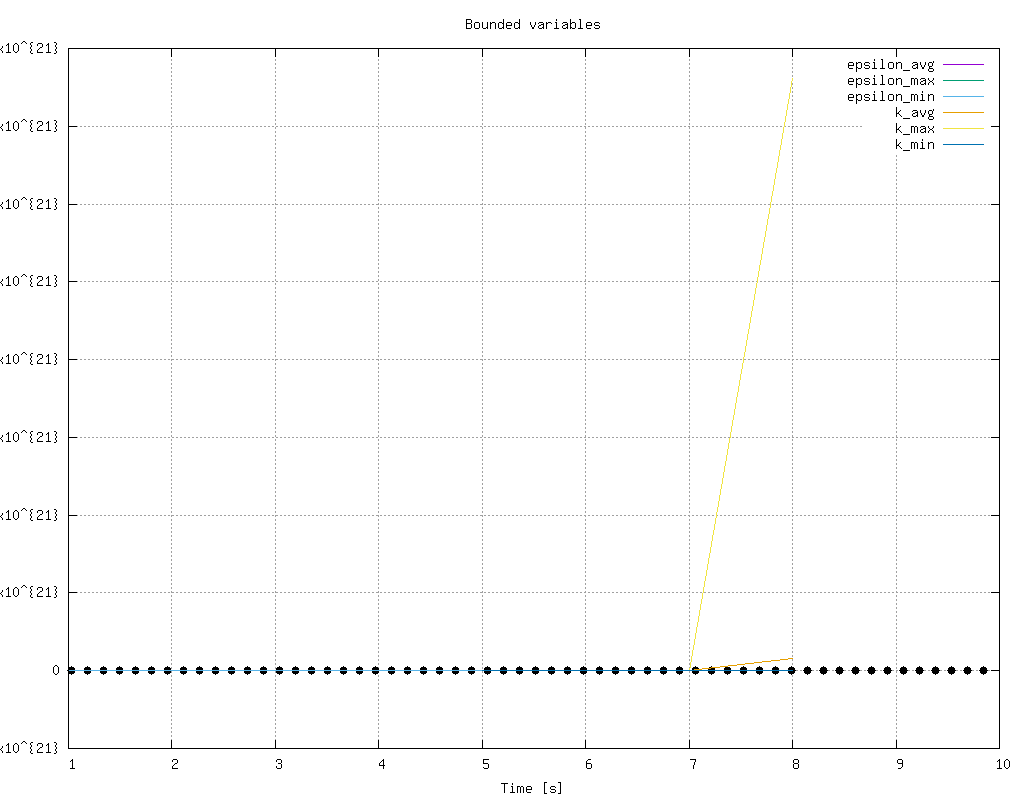 Bounded variables
x10^{21}
epsilon_avg
epsilon_max
epsilon_min
k_avg
x10^{21}
k_max
k_min
x10^{21}
x10^{21}
x10^{21}
x10^{21}
x10^{21}
x10^{21}
0
x10^{21}
1 2 3 4 5 6 7 8 9 10
Time [s]